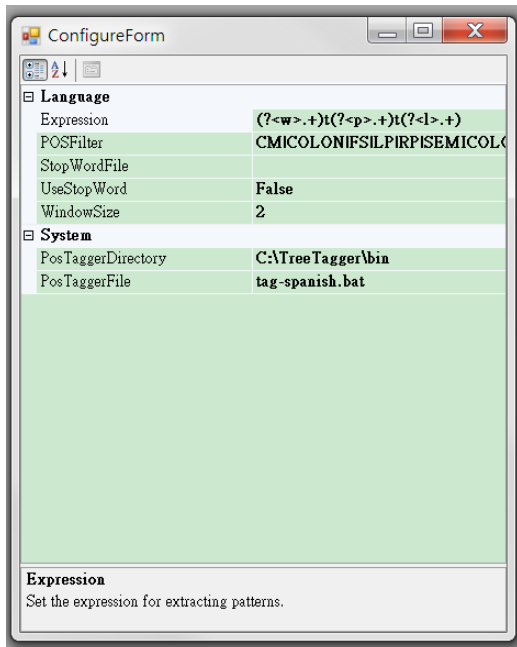 ConfigureForm
Language
Expression (?<w>.+)t(?<p>.+)t(?<l>.+)
POSFilter CM|COLON|FS|LP|RP|SEMICOLO
StopWordFile
UseStopWord False
WindowSize 2
System
PosTaggerDirectory C:\TreeTagger\bin
PosTaggerFile tag-spanish.bat
Expression
Set the expression for extracting patterns.